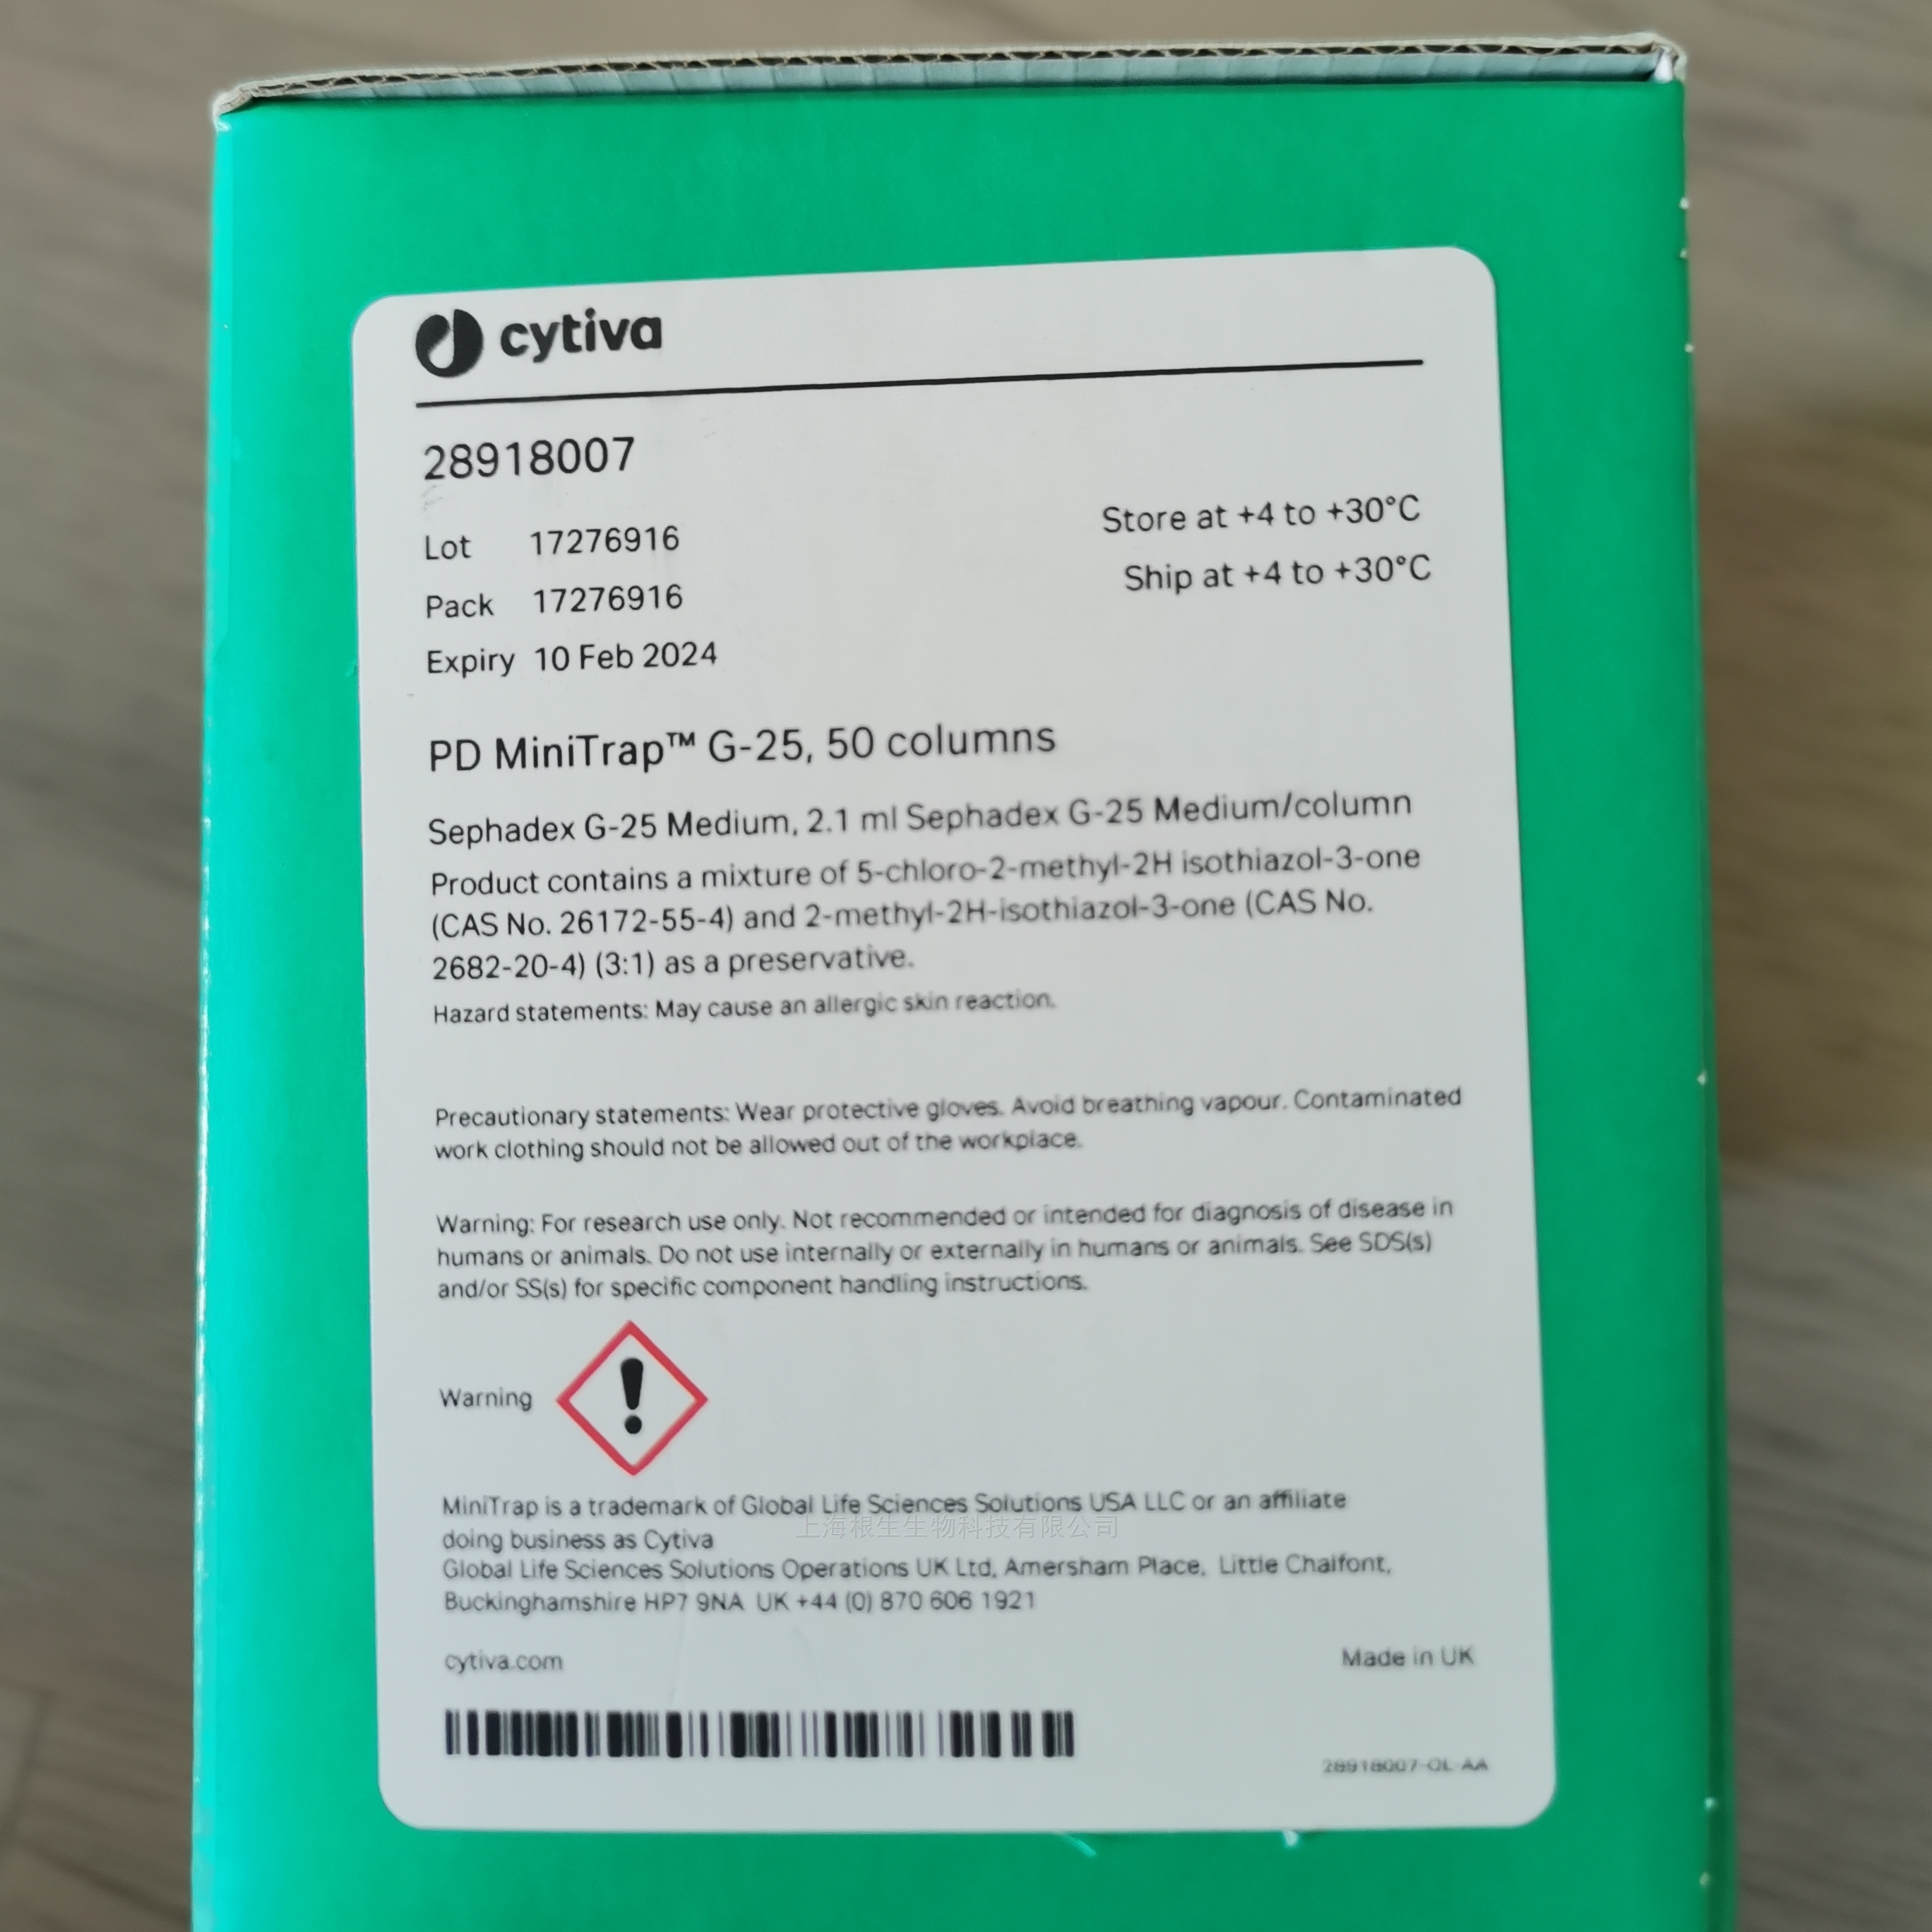 cytiva
28918007
Lot 17276916
Store at +4 to +30°C
Pack 17276916
Ship at +4 to +30°C
Expiry 10 Feb 2024
PD MiniTrap™ G-25, 50 columns
Sephadex G-25 Medium, 2.1 ml Sephadex G-25 Medium/column
Product contains a mixture of 5-chloro-2-methyl-2H isothiazol-3-one
(CAS No. 26172-55-4) and 2-methyl-2H-isothiazol-3-one (CAS No.
2682-20-4) (3:1) as a preservative.
Hazard statements: May cause an allergic skin reaction.
Precautionary statements: Wear protective gloves. Avoid breathing vapour. Contaminated
work clothing should not be allowed out of the workplace.
Warning: For research use only. Not recommended or intended for diagnosis of disease in
humans or animals. Do not use internally or externally in humans or animals. See SDS(s)
and/or SS(s) for specific component handling instructions.
Warning
MiniTrap is a trademark of Global Life Sciences Solutions USA LLC or an affiliate
上海根生生物科技有限公司
doing business as Cytiva
Global Life Sciences Solutions Operations UK Ltd, Amersham Place, Little Chalfont,
Buckinghamshire HP7 9NA UK +44 (0) 870 606 1921
cytiva.com
Made in UK
28918007-OL-AA